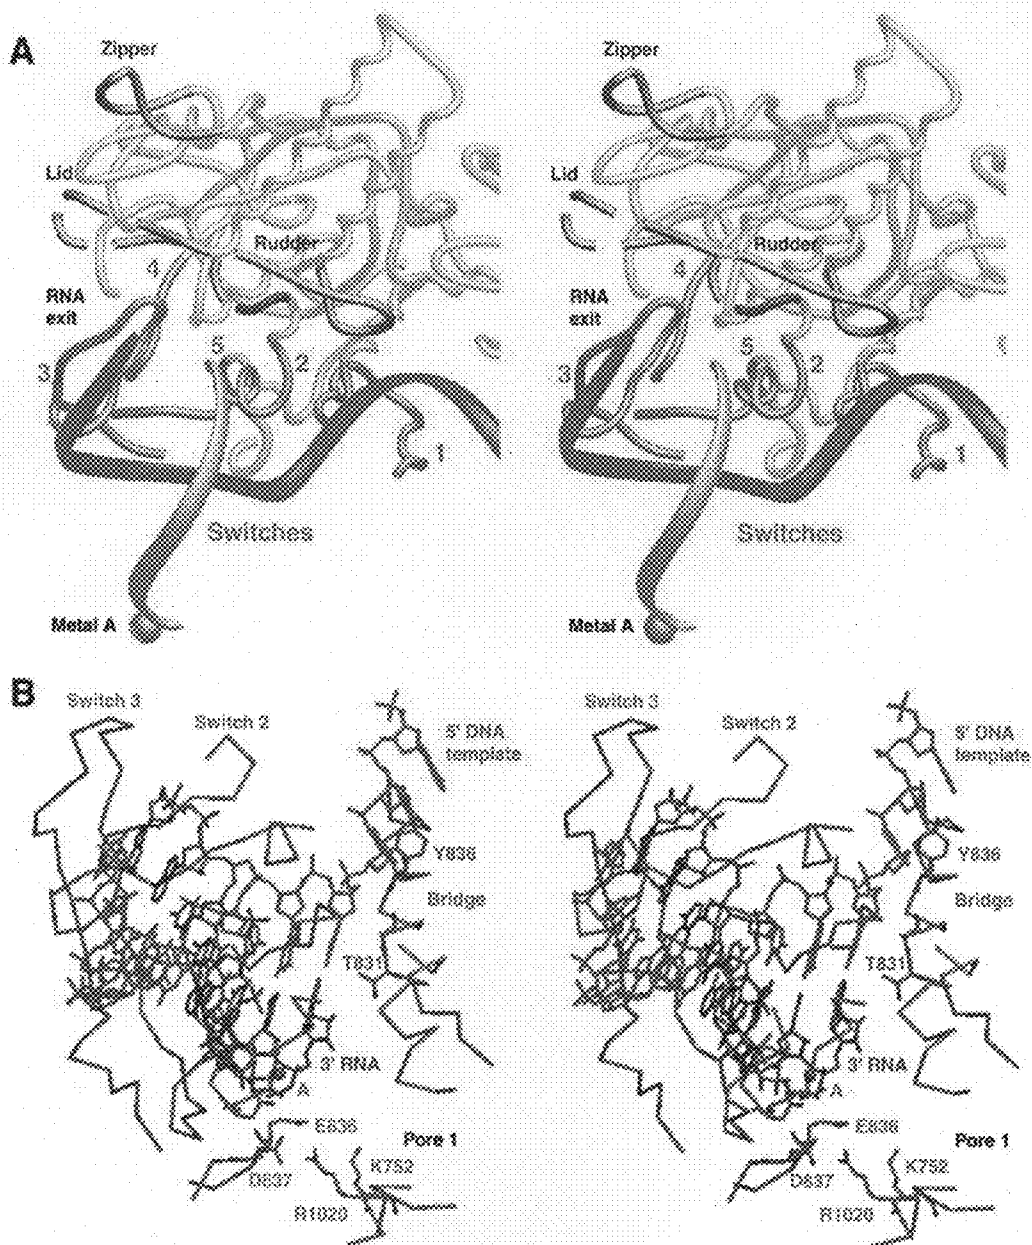 A
Zipper
Zipper
Lid
Lid
Rudder
Rudder
4
4
RNA
exit
RNA
exit
3
5
2
3
5
2
1
1
Switches
Switches
Metal A
Metal A
B
Switch 3
Switch 2
5' DNA
template
Switch 3
Switch 2
5' DNA
template
Y836
Y836
Bridge
Bridge
T831
T831
3' RNA
3' RNA
A
A
E836
E836
Pore 1
Pore 1
D837
K752
D837
K752
R1020
R1020